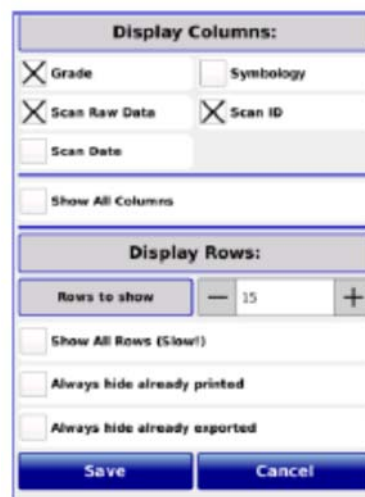 Display Columns:
Grade Symbology
Scan Raw Data Scan ID
Scan Date
Show All Columns
Display Rows:
Rows to show — 15 +
Show All Rows (Slow!)
Always hide already printed
Always hide already exported
Save Cancel